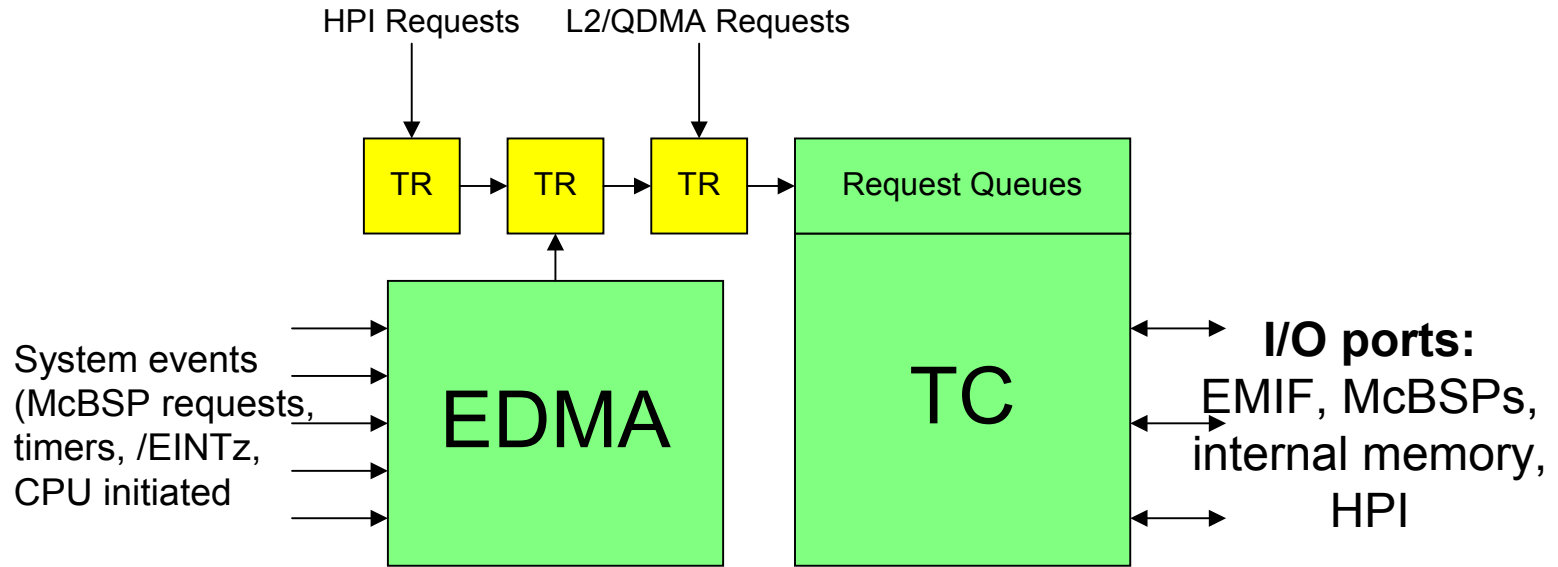 HPI Requests
L2/QDMA Requests
TR
TR
TR
Request Queues
System events
(McBSP requests,
timers, /EINTz,
CPU initiated
EDMA
TC
I/O ports:
EMIF, McBSPs,
internal memory,
HPI